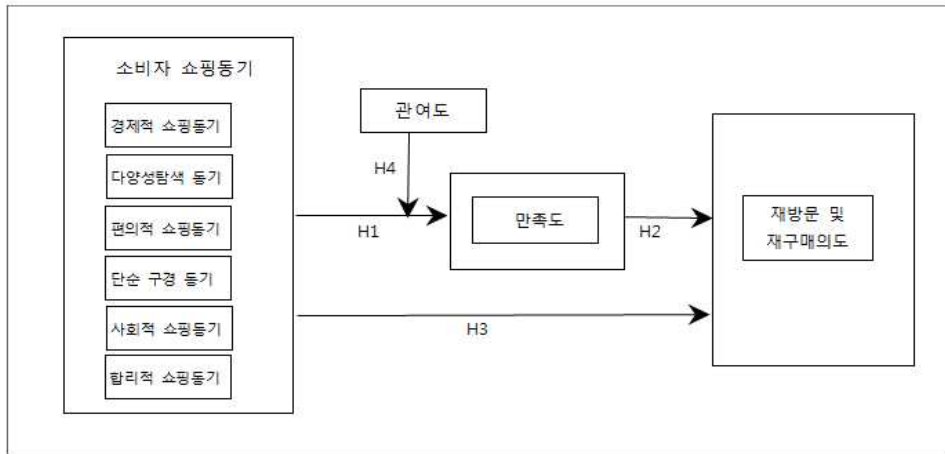 소비자 쇼핑동기
경제적 쇼핑동기
다양성탐색 동기
편의적 쇼핑동기
단순 구경 동기
사회적 쇼핑동기
합리적 쇼핑동기
관여도
H4
H1
만족도
H2
H3
재방문 및
재구매의도